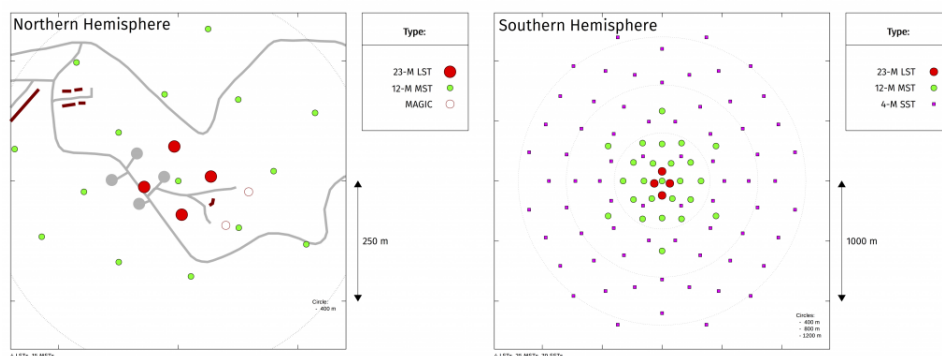 Northern Hemisphere
Type:
23-M LST
12-M MST
MAGIC
250 m
Circle:
- 400 m
Southern Hemisphere
Type:
23-M LST
12-M MST
4-M SST
1000 m
Circles:
- 400 m
- 800 m
- 1200 m